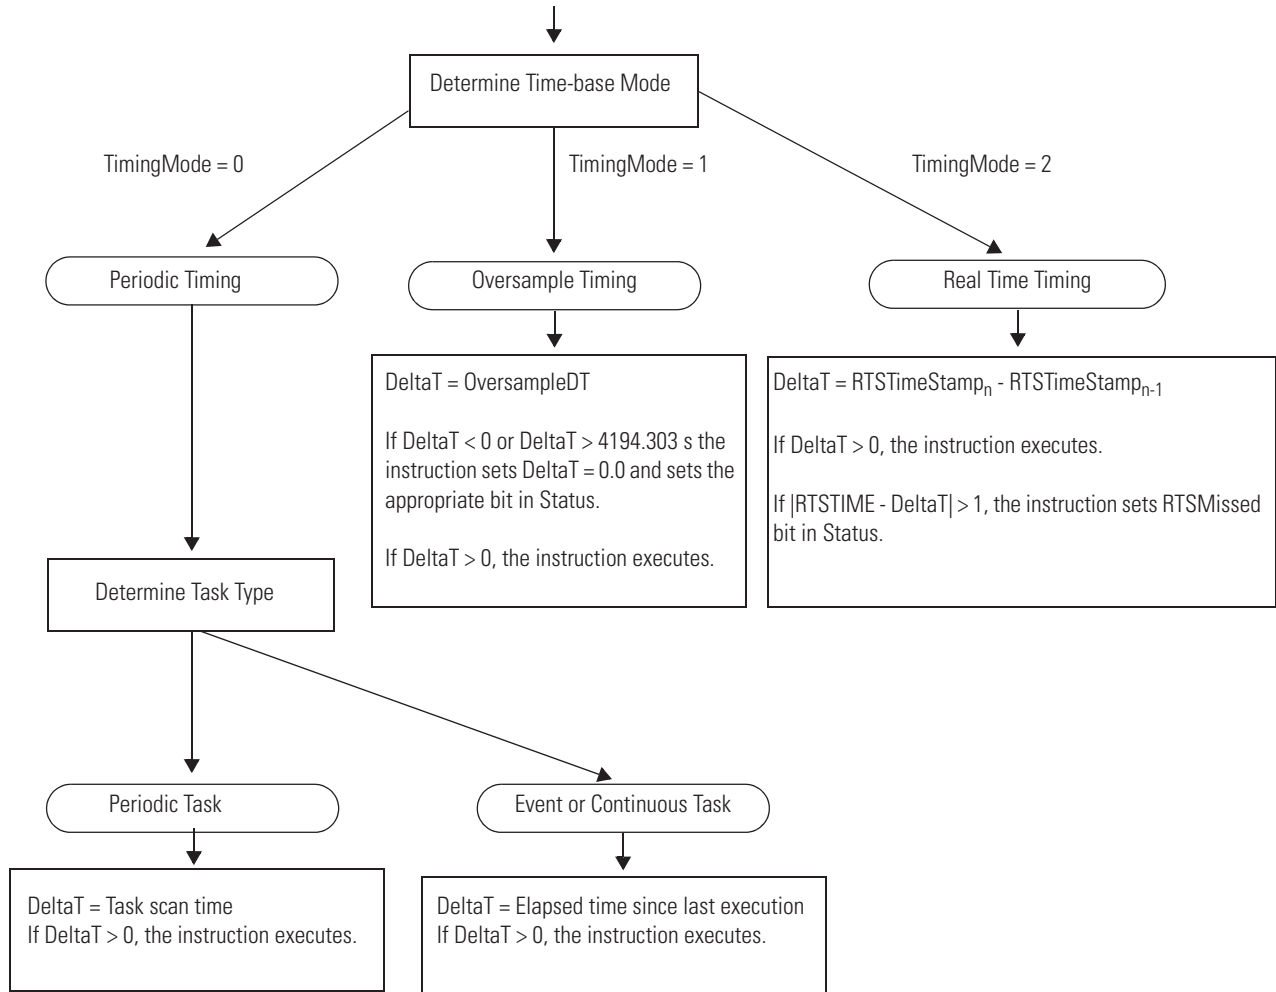 Determine Time-base Mode
TimingMode = 0
TimingMode = 1
TimingMode = 2
Periodic Timing
Oversample Timing
Real Time Timing
DeltaT = OversampleDT
If DeltaT < 0 or DeltaT > 4194.303 s the
instruction sets DeltaT = 0.0 and sets the
appropriate bit in Status.
If DeltaT > 0, the instruction executes.
DeltaT = RTSTimeStampn - RTSTimeStampn-1
If DeltaT > 0, the instruction executes.
If |RTSTIME - DeltaT| > 1, the instruction sets RTSMissed
bit in Status.
Determine Task Type
Periodic Task
Event or Continuous Task
DeltaT = Task scan time
If DeltaT > 0, the instruction executes.
DeltaT = Elapsed time since last execution
If DeltaT > 0, the instruction executes.